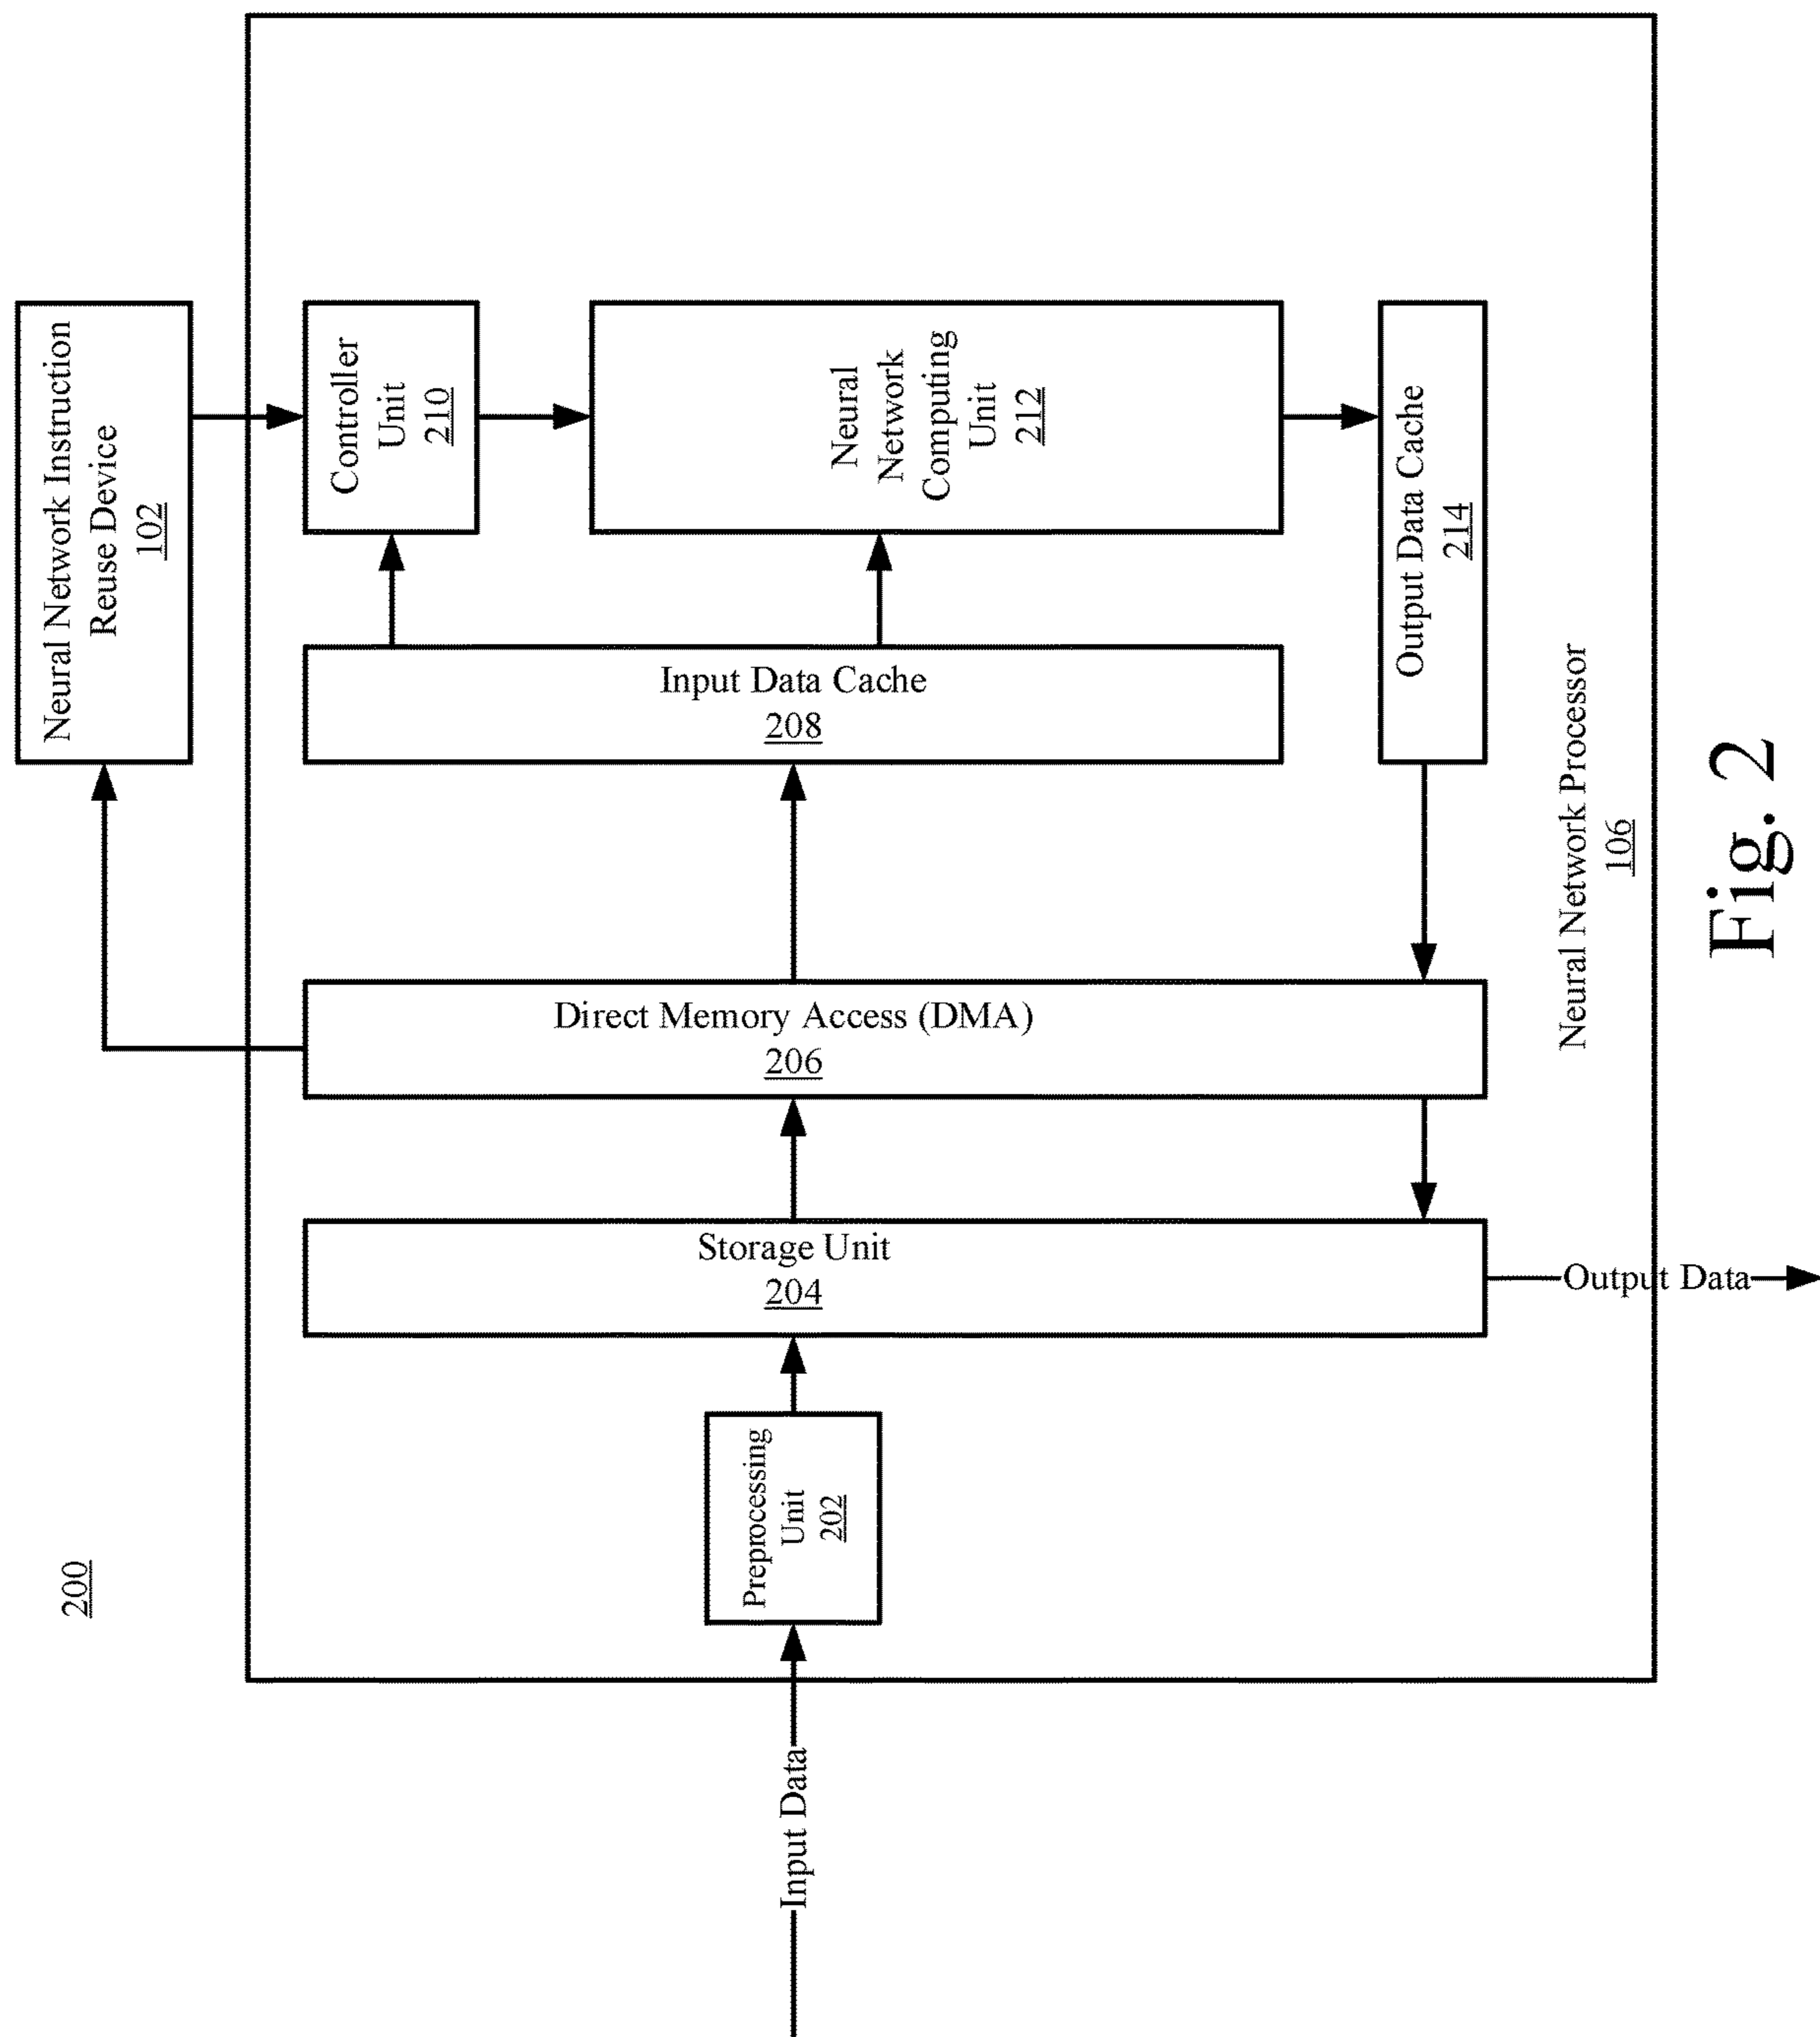 200
Neural Network Instruction
Reuse Device
102
Input Data
Preprocessing
Unit
202
Storage Unit
204
Direct Memory Access (DMA)
206
Input Data Cache
208
Controller
Unit
210
Neural
Network
Computing
Unit
212
Output Data Cache
214
Output Data
Neural Network Processor
106
Fig. 2